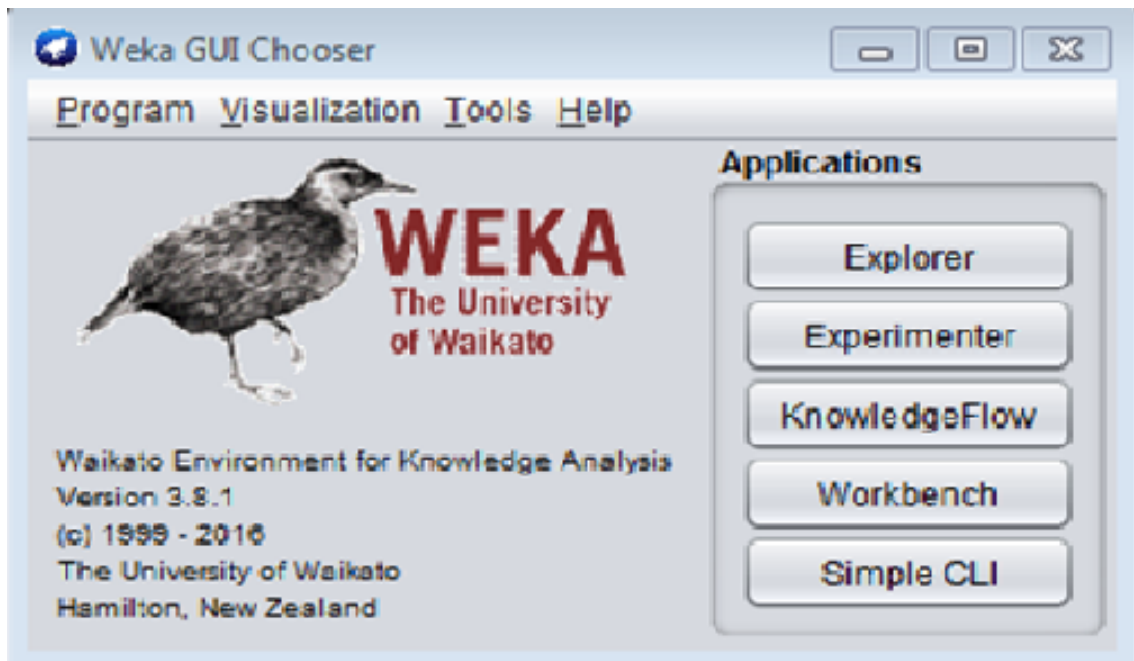 Weka GUI Chooser
Program Visualization Tools Help
WEKA
The University
of Waikato
Waikato Environment for Knowledge Analysis
Version 3.8.1
(c) 1999 - 2016
The University of Waikato
Hamilton, New Zealand
Applications
Explorer
Experimenter
KnowledgeFlow
Workbench
Simple CLI